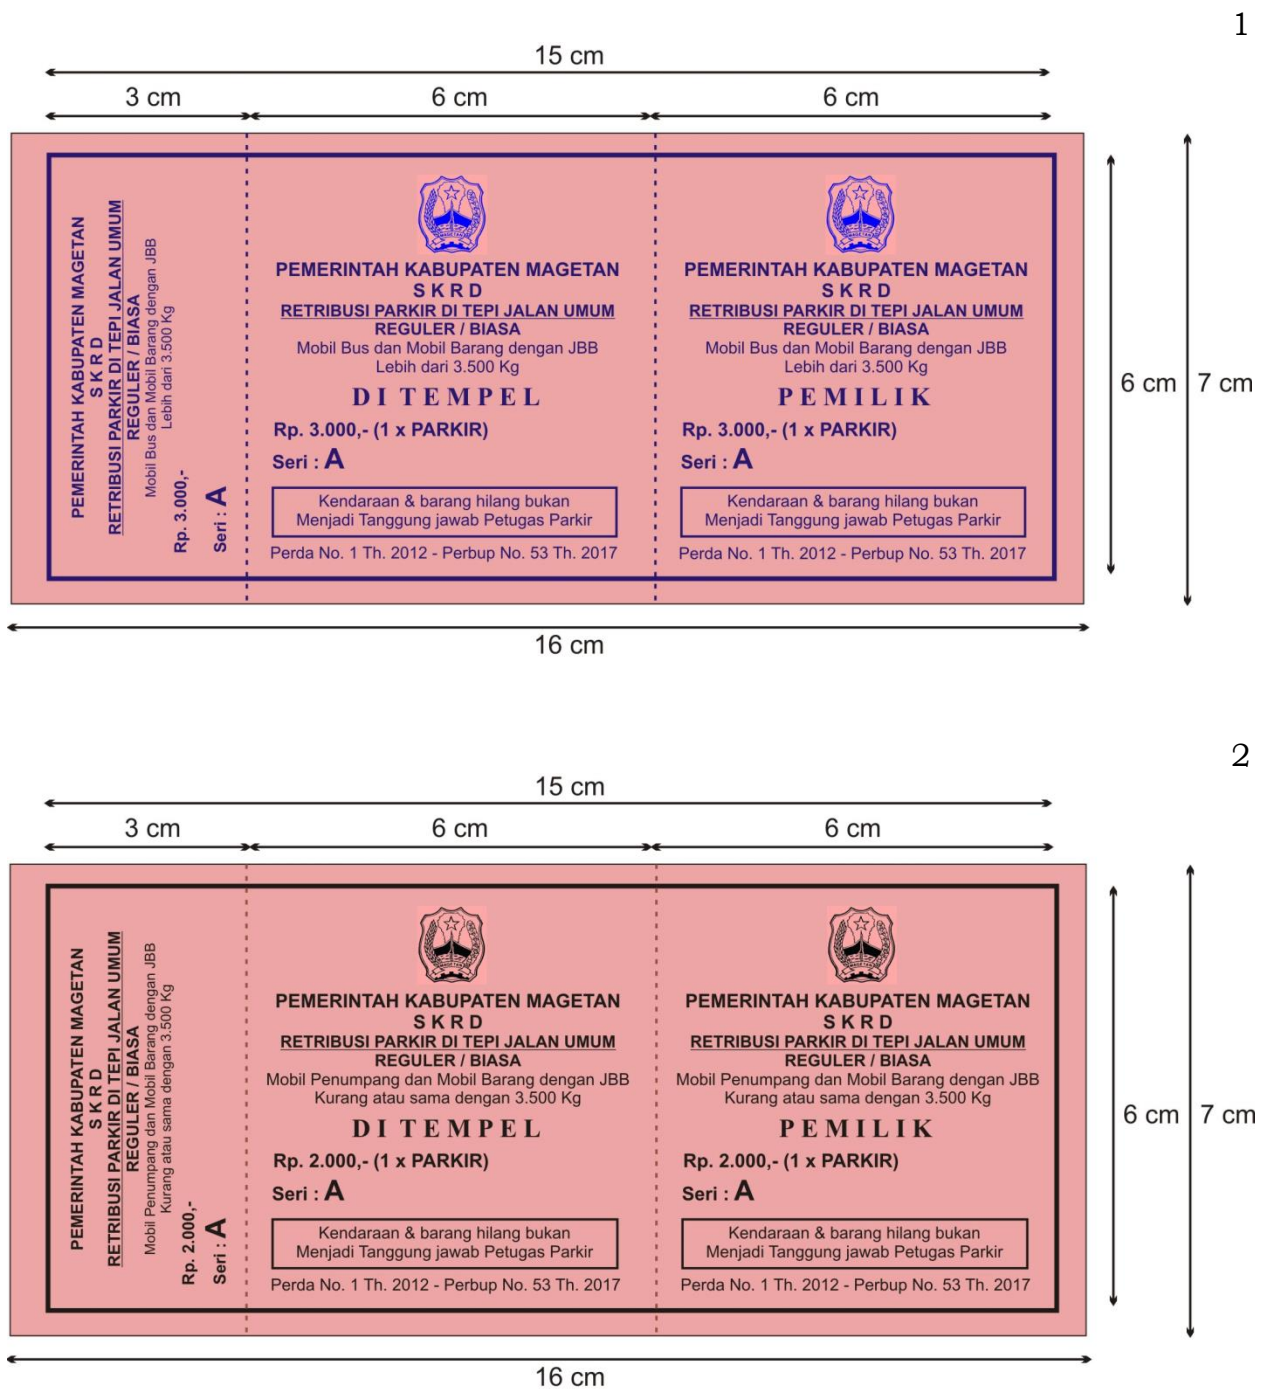 1
15 cm
3 cm 6 cm 6 cm
PEMERINTAH KABUPATEN MAGETAN
S K R D
RETRIBUSI PARKIR DI TEPI JALAN UMUM
REGULER / BIASA
Mobil Bus dan Mobil Barang dengan JBB
Lebih dari 3.500 Kg
Rp. 3.000,-
Seri : A
PEMERINTAH KABUPATEN MAGETAN
S K R D
RETRIBUSI PARKIR DI TEPI JALAN UMUM
REGULER / BIASA
Mobil Bus dan Mobil Barang dengan JBB
Lebih dari 3.500 Kg
DI TEMPEL
Rp. 3.000,- (1 x PARKIR)
Seri : A
Kendaraan & barang hilang bukan
Menjadi Tanggung jawab Petugas Parkir
Perda No. 1 Th. 2012 - Perbup No. 53 Th. 2017
PEMERINTAH KABUPATEN MAGETAN
S K R D
RETRIBUSI PARKIR DI TEPI JALAN UMUM
REGULER / BIASA
Mobil Bus dan Mobil Barang dengan JBB
Lebih dari 3.500 Kg
PEMILIK
Rp. 3.000,- (1 x PARKIR)
Seri : A
Kendaraan & barang hilang bukan
Menjadi Tanggung jawab Petugas Parkir
Perda No. 1 Th. 2012 - Perbup No. 53 Th. 2017
6 cm 7 cm
16 cm
2
15 cm
3 cm 6 cm 6 cm
PEMERINTAH KABUPATEN MAGETAN
S K R D
RETRIBUSI PARKIR DI TEPI JALAN UMUM
REGULER / BIASA
Mobil Penumpang dan Mobil Barang dengan JBB
Kurang atau sama dengan 3.500 Kg
Rp. 2.000,-
Seri : A
PEMERINTAH KABUPATEN MAGETAN
S K R D
RETRIBUSI PARKIR DI TEPI JALAN UMUM
REGULER / BIASA
Mobil Penumpang dan Mobil Barang dengan JBB
Kurang atau sama dengan 3.500 Kg
DI TEMPEL
Rp. 2.000,- (1 x PARKIR)
Seri : A
Kendaraan & barang hilang bukan
Menjadi Tanggung jawab Petugas Parkir
Perda No. 1 Th. 2012 - Perbup No. 53 Th. 2017
PEMERINTAH KABUPATEN MAGETAN
S K R D
RETRIBUSI PARKIR DI TEPI JALAN UMUM
REGULER / BIASA
Mobil Penumpang dan Mobil Barang dengan JBB
Kurang atau sama dengan 3.500 Kg
PEMILIK
Rp. 2.000,- (1 x PARKIR)
Seri : A
Kendaraan & barang hilang bukan
Menjadi Tanggung jawab Petugas Parkir
Perda No. 1 Th. 2012 - Perbup No. 53 Th. 2017
6 cm 7 cm
16 cm